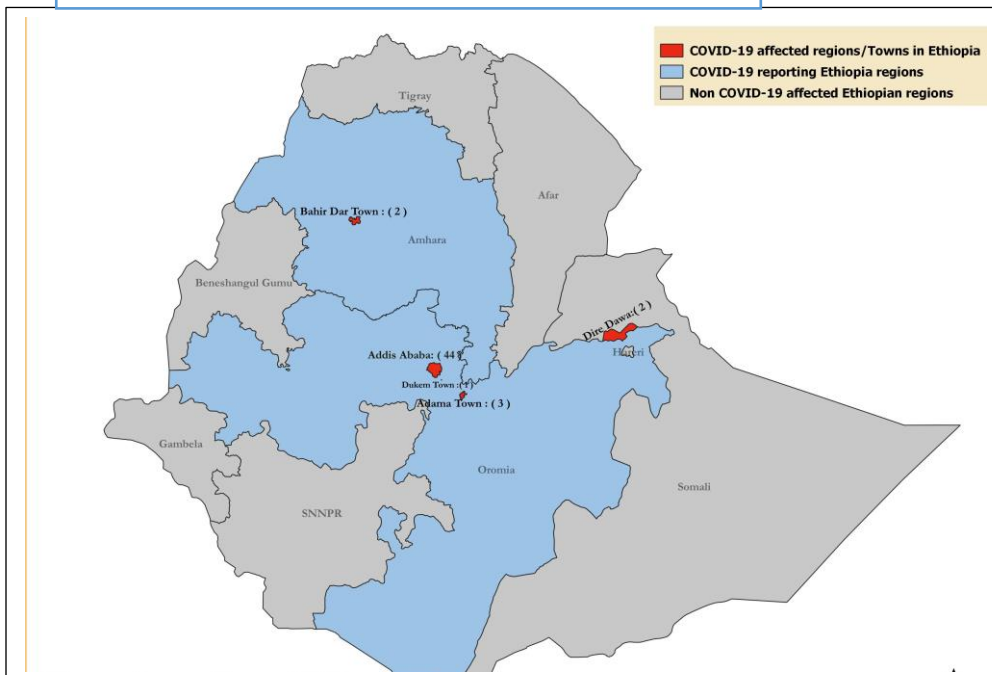 COVID-19 affected regions/Towns in Ethiopia
COVID-19 reporting Ethiopia regions
Non COVID-19 affected Ethiopian regions
Tigray
Afar
Bahir Dar Town : ( 2 )
Amhara
Beneshangul Gumu
Dire Dawa:( 2 )
Hareri
Addis Ababa: ( 44
Dukem Town :( 1 )
Adama Town : ( 3 )
Gambela
Oromia
Somali
SNNPR